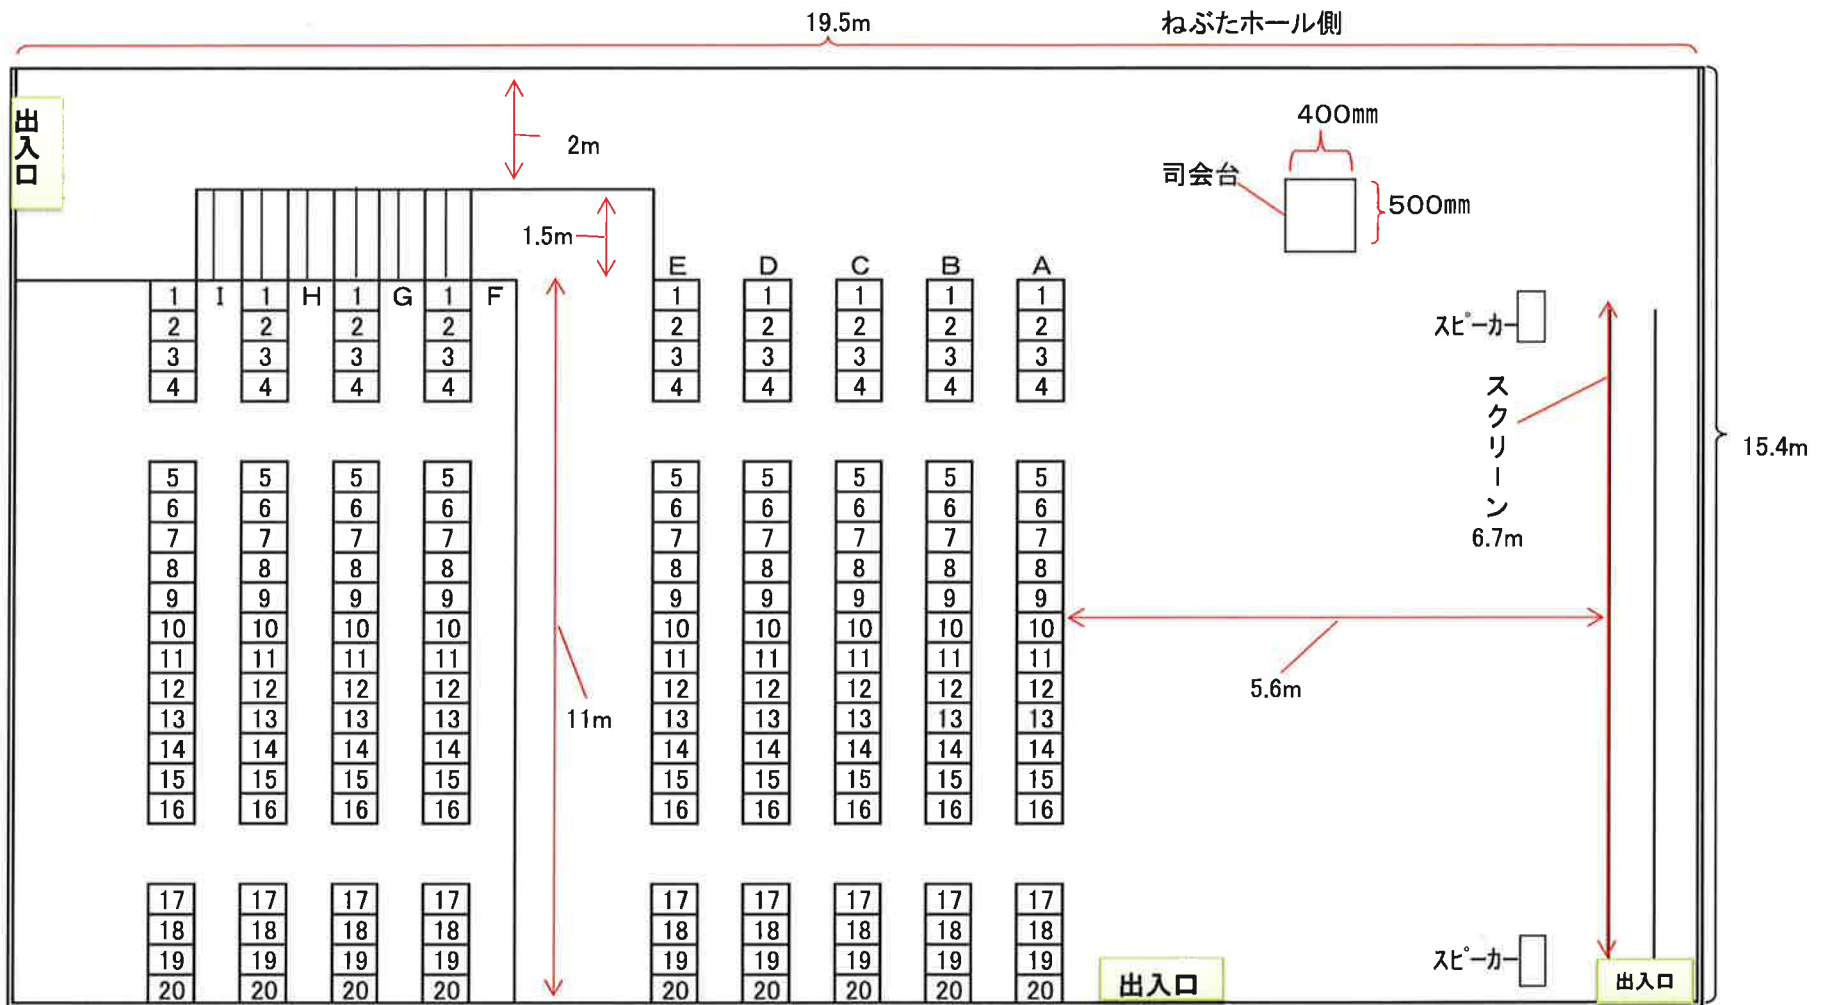 19.5m
ねぶたホール側
出入口
2m
400mm
司会台
500mm
1.5m
E D C B A
1 I 1 H 1 G 1 F 1 1 1 1 1
2 2 2 2 2 2 2 2 2
スピーカー
3 3 3 3 3 3 3 3 3
4 4 4 4 4 4 4 4 4
スクリーン
6.7m
15.4m
5 5 5 5 5 5 5 5 5
6 6 6 6 6 6 6 6 6
7 7 7 7 7 7 7 7 7
8 8 8 8 8 8 8 8 8
9 9 9 9 9 9 9 9 9
10 10 10 10 10 10 10 10 10
11 11 11 11 11 11 11 11 11
12 12 12 12 12 12 12 12 12
5.6m
13 13 13 13 13 13 13 13 13
11m
14 14 14 14 14 14 14 14 14
15 15 15 15 15 15 15 15 15
16 16 16 16 16 16 16 16 16
17 17 17 17 17 17 17 17 17
18 18 18 18 18 18 18 18 18
19 19 19 19 19 19 19 19 19
スピーカー
20 20 20 20 20 20 20 20 20
出入口
出入口